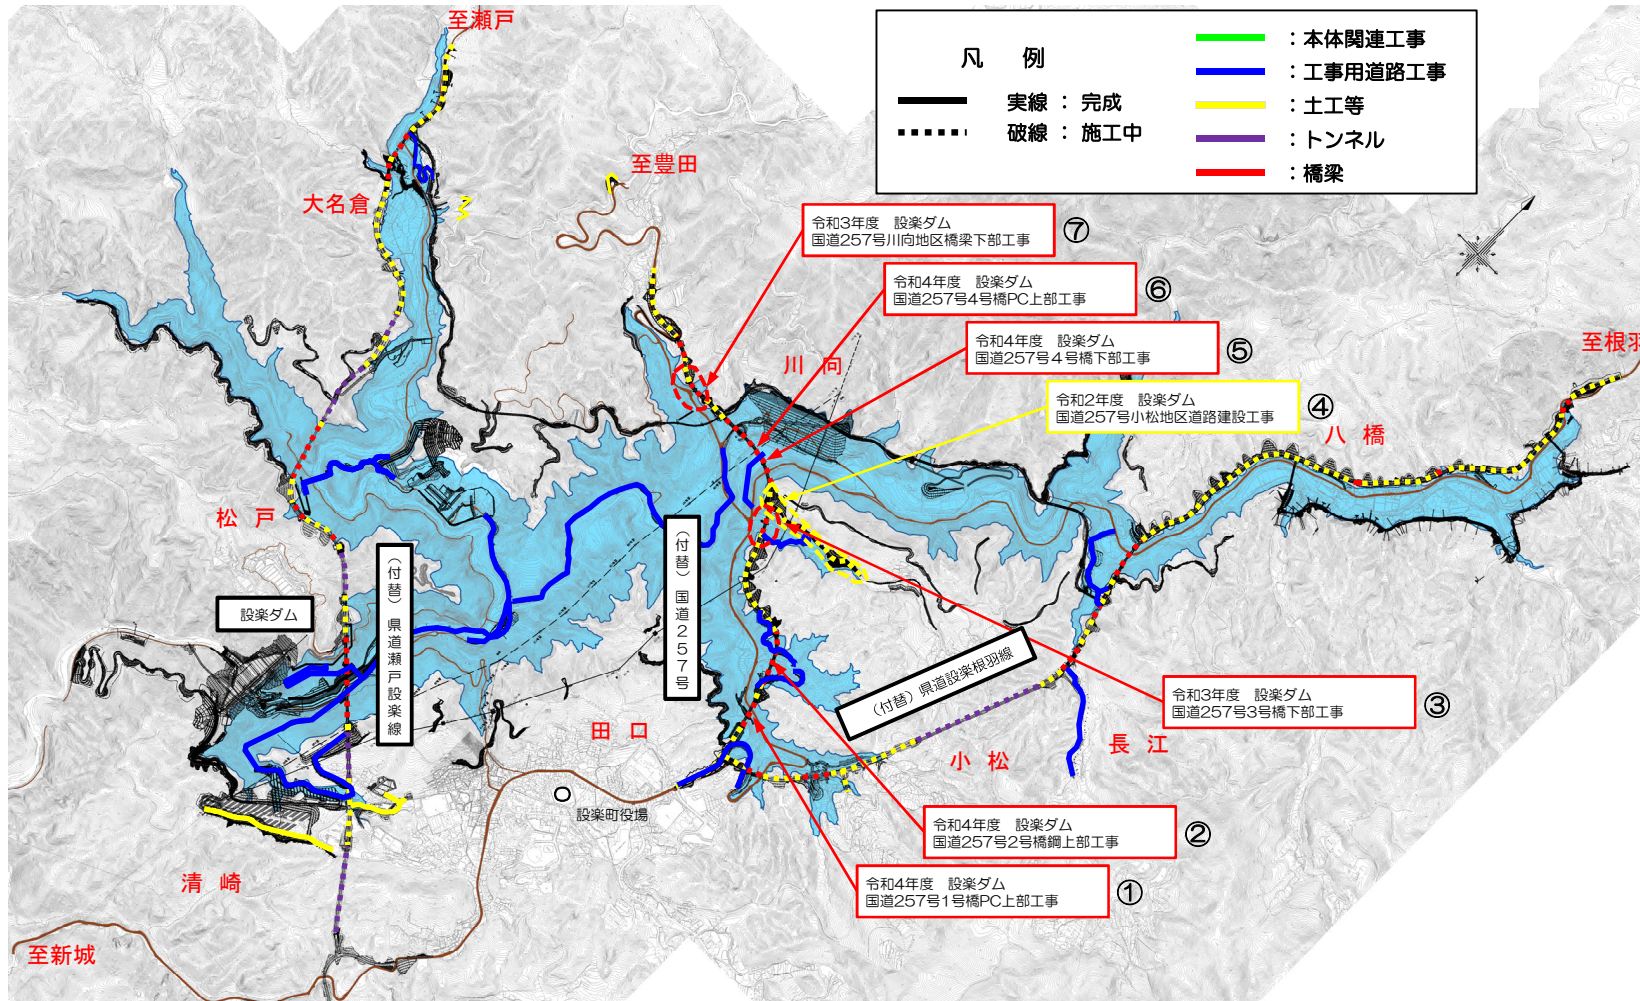 至瀬戸
凡 例
実線 : 完成
破線 : 施工中
: 本体関連工事
: 工事用道路工事
: 土工等
: トンネル
: 橋梁
至豊田
大名倉
令和3年度 設楽ダム
国道257号川向地区橋梁下部工事
⑦
令和4年度 設楽ダム
国道257号4号橋PC上部工事
⑥
令和4年度 設楽ダム
国道257号4号橋下部工事
⑤
至根羽
川 向
令和2年度 設楽ダム
国道257号小松地区道路建設工事
④
八 橋
松 戸
(付替) 国道257号
(付替) 県道瀬戸設楽線
設楽ダム
(付替) 県道設楽根羽線
令和3年度 設楽ダム
国道257号3号橋下部工事
③
田 口
小 松
長 江
設楽町役場
令和4年度 設楽ダム
国道257号2号橋鋼上部工事
②
清 崎
令和4年度 設楽ダム
国道257号1号橋PC上部工事
①
至新城